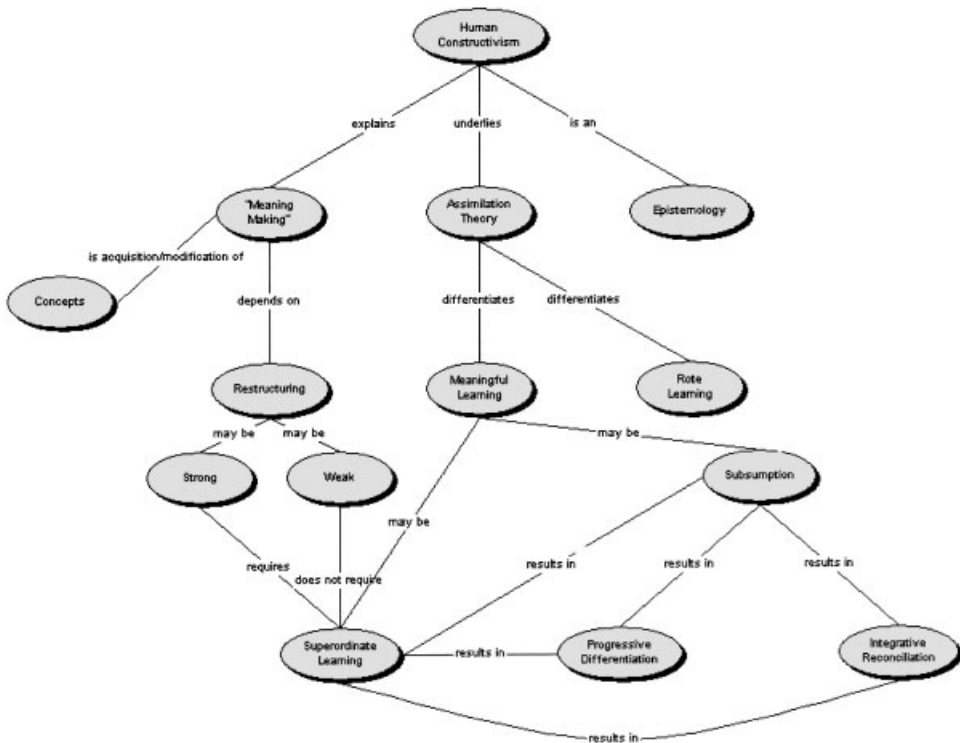 Human
Constructivism
explains
underlies
is an
"Meaning
Making"
Assimilation
Theory
Epistemology
is acquisition/modification of
Concepts
depends on
differentiates
differentiates
Restructuring
Meaningful
Learning
Rote
Learning
may be
may be
may be
Strong
Weak
Subsumption
may be
requires
does not require
results in
results in
results in
Superordinate
Learning
results in
Progressive
Differentiation
Integrative
Reconciliation
results in